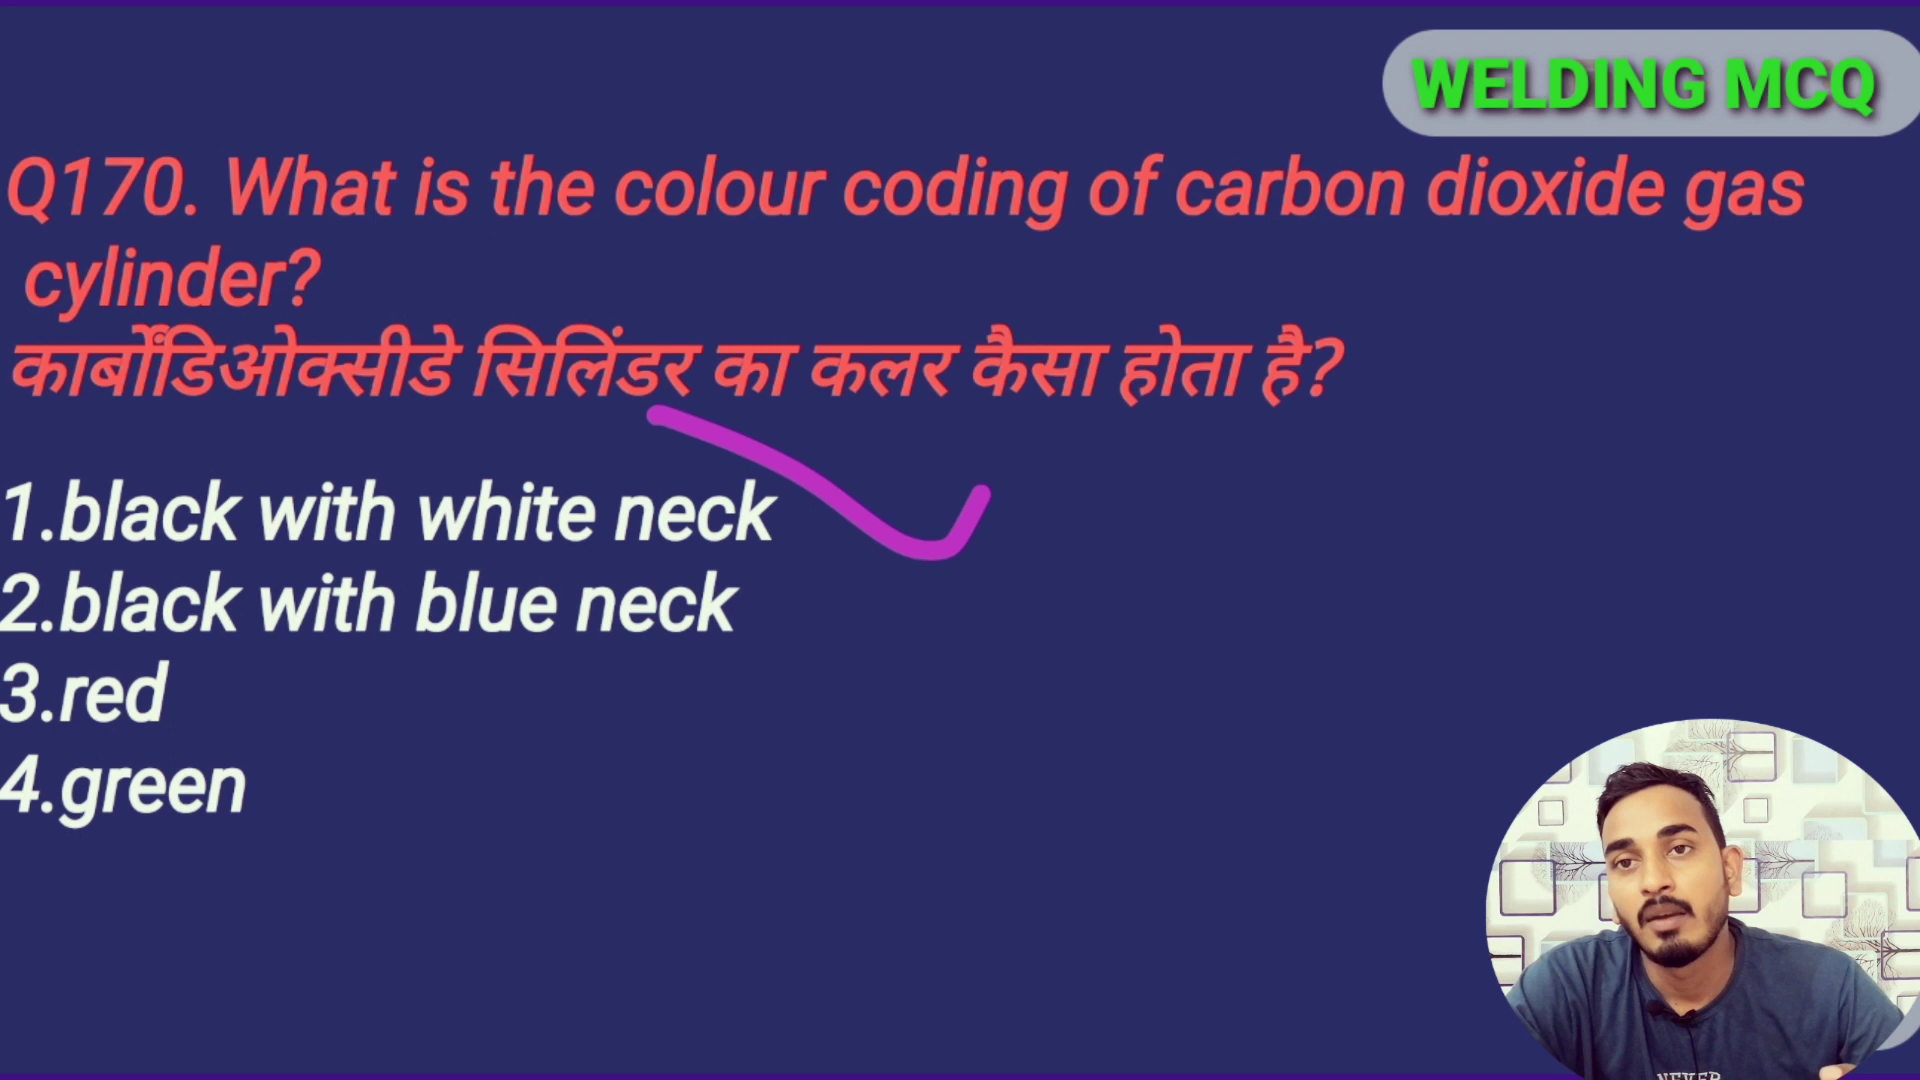 WELDING MCQ
Q170. What is the colour coding of carbon dioxide gas
cylinder?
कार्बोंडिओक्सीडे सिलिंडर का कलर कैसा होता है?
1.black with white neck
2.black with blue neck
3.red
4.green
NEVER